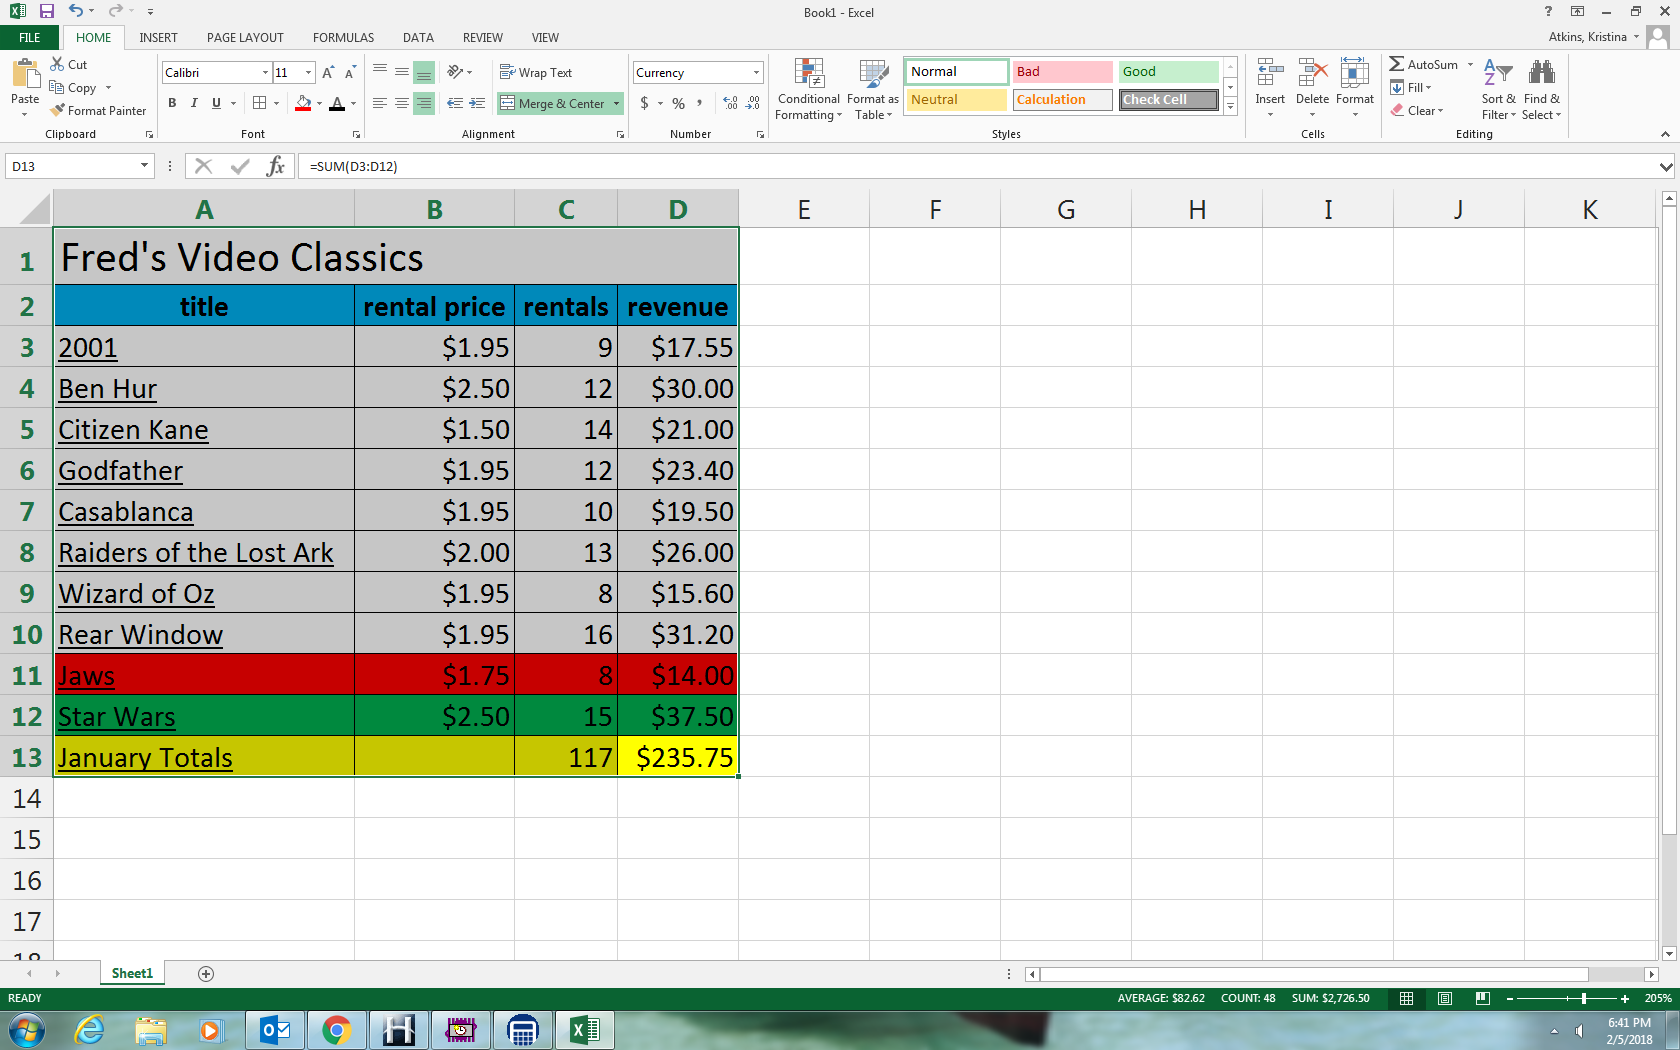 Book1 - Excel
?
FILE HOME INSERT PAGE LAYOUT FORMULAS DATA REVIEW VIEW
Atkins, Kristina
Paste
Cut
Copy
Format Painter
Clipboard
Calibri 11
B I U
Font
Wrap Text
Merge & Center
Alignment
Currency
$ %
Number
Conditional Formatting
Format as Table
Normal Bad Good
Neutral Calculation Check Cell
Styles
Insert Delete Format
Cells
AutoSum
Fill
Clear
Sort & Filter
Find & Select
Editing
D13 =SUM(D3:D12)
A B C D E F G H I J K
1 Fred's Video Classics
2 title rental price rentals revenue
3 2001 $1.95 9 $17.55
4 Ben Hur $2.50 12 $30.00
5 Citizen Kane $1.50 14 $21.00
6 Godfather $1.95 12 $23.40
7 Casablanca $1.95 10 $19.50
8 Raiders of the Lost Ark $2.00 13 $26.00
9 Wizard of Oz $1.95 8 $15.60
10 Rear Window $1.95 16 $31.20
11 Jaws $1.75 8 $14.00
12 Star Wars $2.50 15 $37.50
13 January Totals 117 $235.75
14
15
16
17
18
Sheet1
READY AVERAGE: $82.62 COUNT: 48 SUM: $2,726.50 205%
6:41 PM
2/5/2018